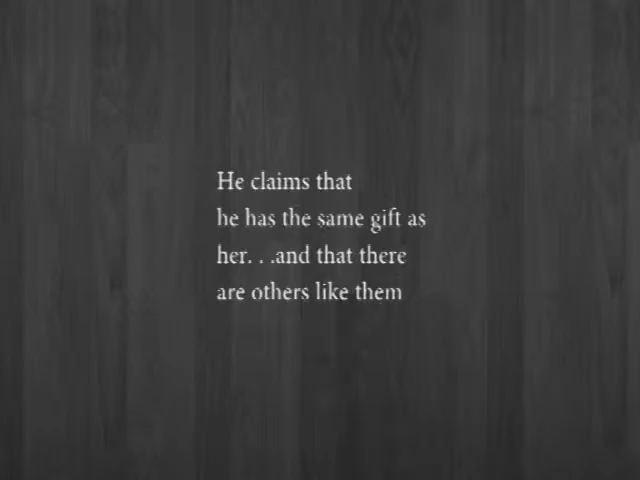 He claims that
he has the same gift as
her. . .and that there
are others like them